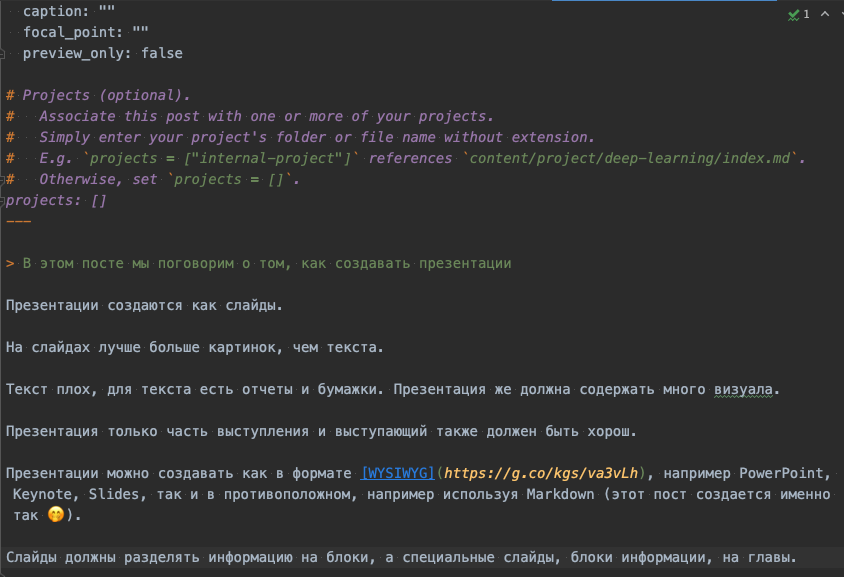 caption: ""
focal_point: ""
preview_only: false
# Projects (optional).
#   Associate this post with one or more of your projects.
#   Simply enter your project's folder or file name without extension.
#   E.g. `projects = ["internal-project"]` references `content/project/deep-learning/index.md`.
#   Otherwise, set `projects = []`.
projects: []
---
> В этом посте мы поговорим о том, как создавать презентации
Презентации создаются как слайды.
На слайдах лучше больше картинок, чем текста.
Текст плох, для текста есть отчеты и бумажки. Презентация же должна содержать много визуала.
Презентация только часть выступления и выступающий также должен быть хорош.
Презентации можно создавать как в формате [WYSIWYG](https://g.co/kgs/va3vLh), например PowerPoint,
Keynote, Slides, так и в противоположном, например используя Markdown (этот пост создается именно
так 🤭).
Слайды должны разделять информацию на блоки, а специальные слайды, блоки информации, на главы.
1